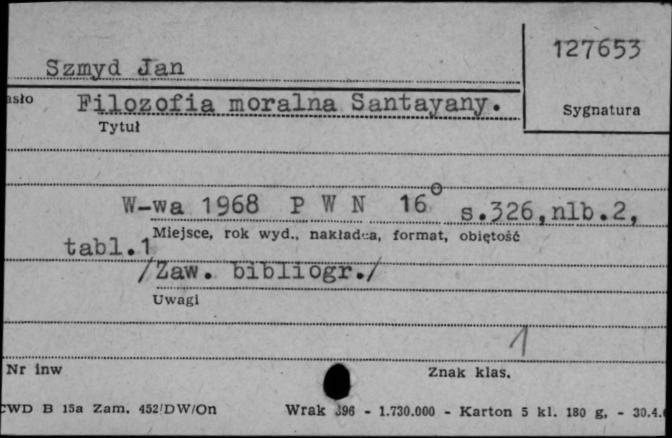 127653
Szmyd Jan
asło Filozofia moralna Santayany.
Sygnatura
Tytuł
W-wa 1968 P W N 16° s.326,nlb.2,
Miejsce, rok wyd., nakładca, format, objętość
tabl.1
/Zaw. bibliogr./
Uwagi
1
Nr inw
Znak klas.
CWD B 15a Zam. 452/DW/On Wrak 396 - 1.730.000 - Karton 5 kl. 180 g, - 30.4.